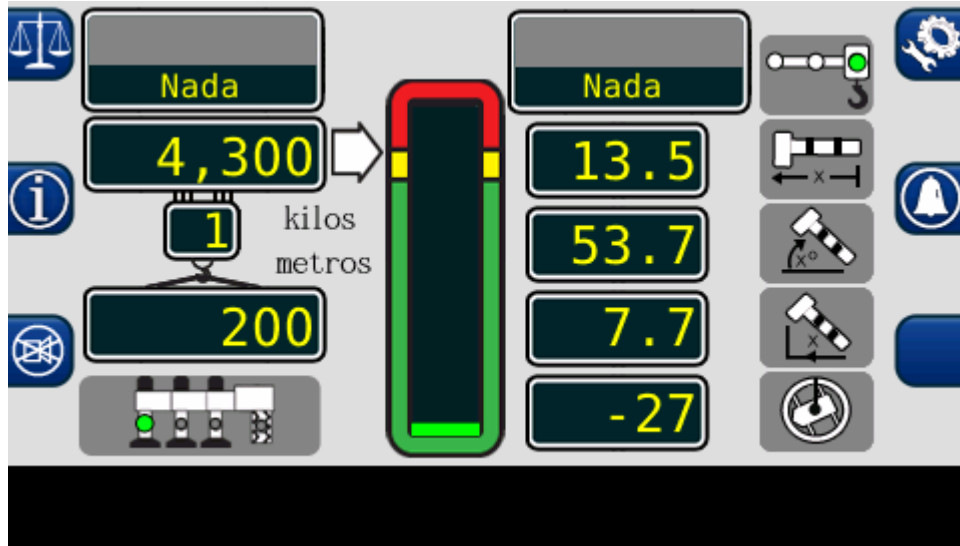 Nada
4,300
1
kilos
metros
200
Nada
13.5
53.7
7.7
-27
x
x°
x